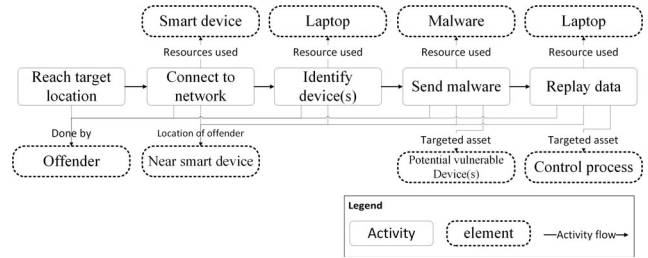 Smart device
Laptop
Malware
Laptop
Resources used
Resource used
Resource used
Resource used
Reach target
location
Connect to
network
Identify
device(s)
Send malware
Replay data
Done by
Location of offender
Targeted asset
Targeted asset
Offender
Near smart device
Potential vulnerable
Device(s)
Control process
Legend
Activity
element
Activity flow